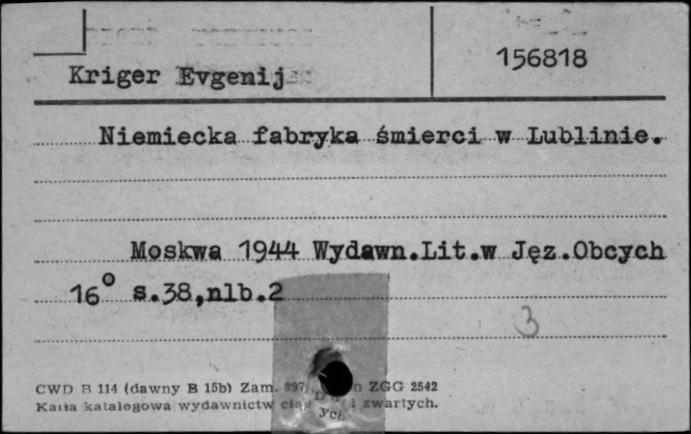 156818
Kriger Evgenij
Niemiecka fabryka śmierci w Lublinie.
Moskwa 1944 Wydawn.Lit.w Jęz.Obcych
16° s.38,nlb.2
3
CWD B 114 (dawny B 15b) Zam. ZGG 2542
Karta katalogowa wydawnictw i zwartych.